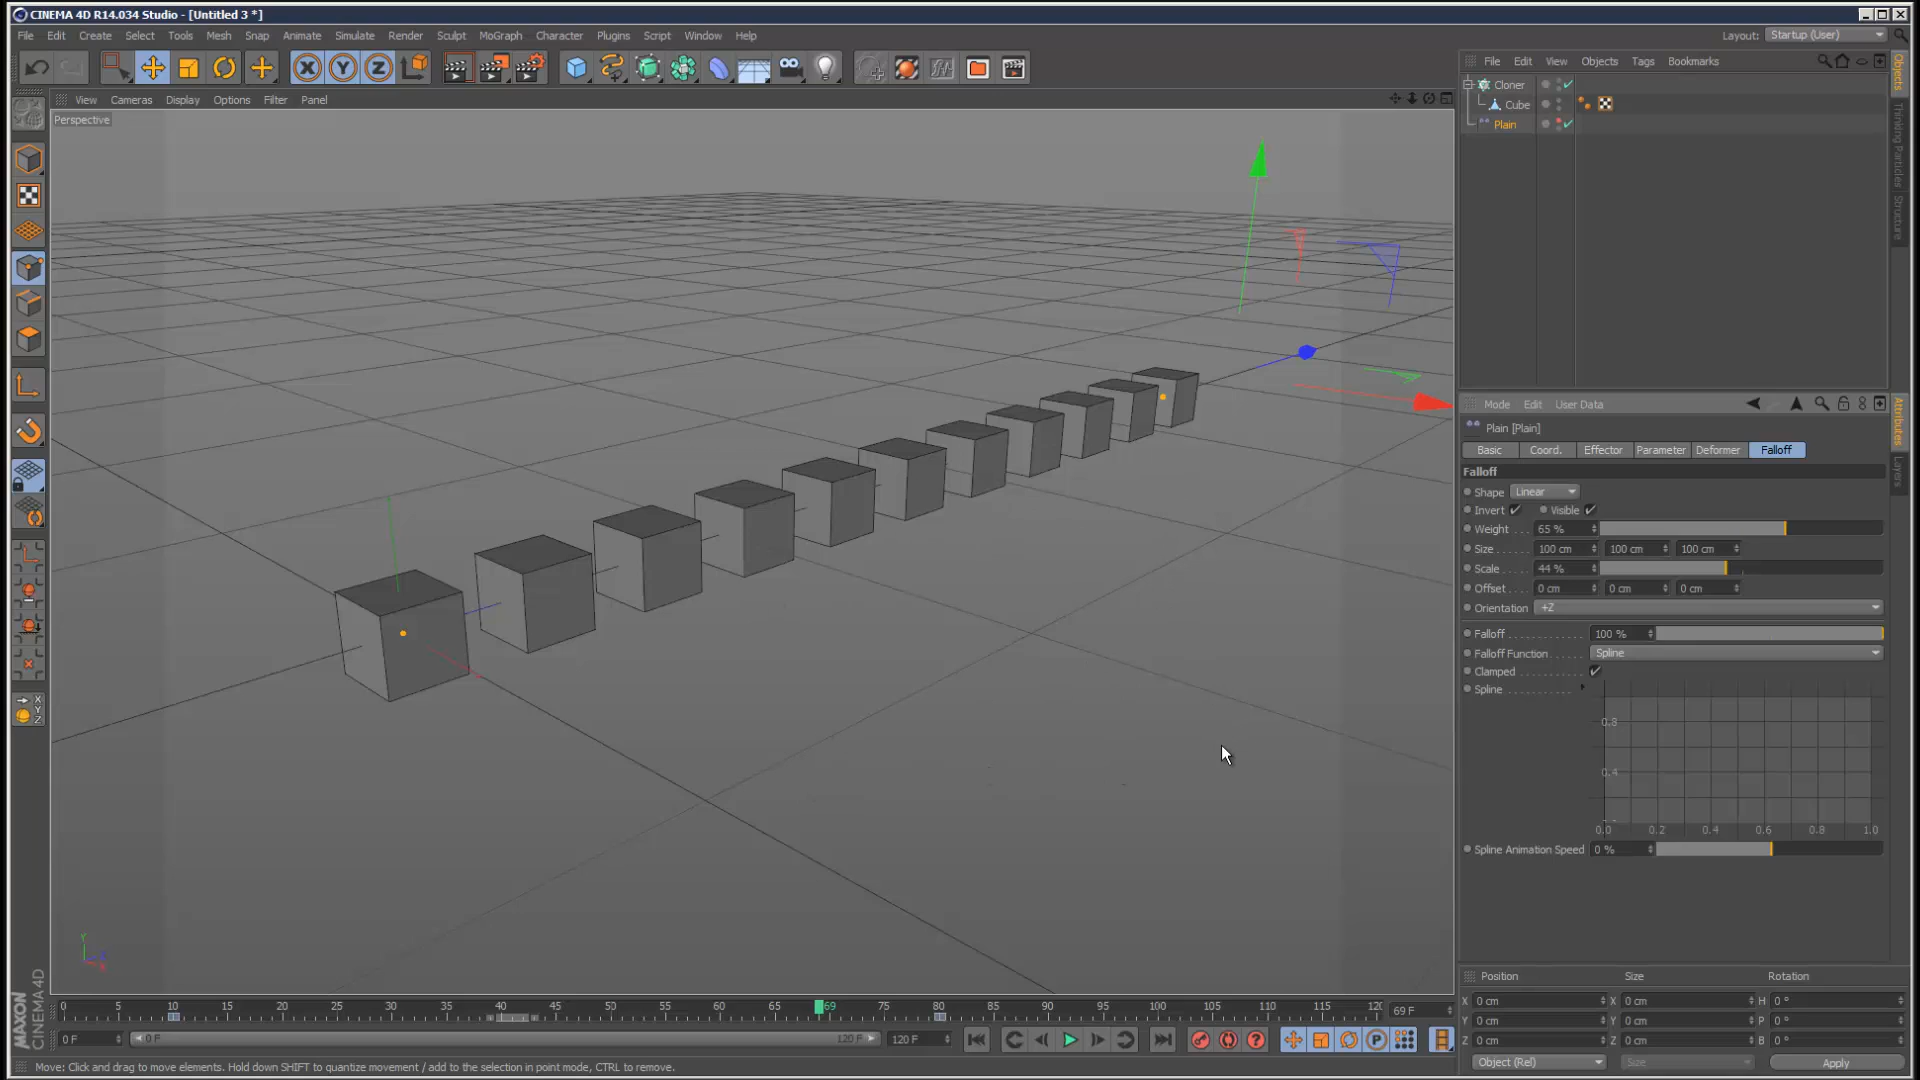 CINEMA 4D R14.034 Studio - [Untitled 3 *]
File Edit Create Select Tools Mesh Snap Animate Simulate Render Sculpt MoGraph Character Plugins Script Window Help
Layout: Startup (User)
View Cameras Display Options Filter Panel
Perspective
X Y Z
File Edit View Objects Tags Bookmarks
Cloner
Cube
Plain
Objects
Thinking Particles
Structure
Mode Edit User Data
Attributes
Layers
Plain [Plain]
Basic Coord. Effector Parameter Deformer Falloff
Falloff
Shape Linear
Invert Visible
Weight 65 %
Size 100 cm 100 cm 100 cm
Scale 44 %
Offset 0 cm 0 cm 0 cm
Orientation +Z
Falloff 100 %
Falloff Function Spline
Clamped
Spline
0.8
0.4
0.0 0.2 0.4 0.6 0.8 1.0
Spline Animation Speed 0 %
Y
0 5 10 15 20 25 30 35 40 45 50 55 60 65 69 75 80 85 90 95 100 105 110 115 120
69 F
0 F 0 F 120 F 120 F
P
Position Size Rotation
X 0 cm X 0 cm H 0 °
Y 0 cm Y 0 cm P 0 °
Z 0 cm Z 0 cm B 0 °
Object (Rel) Size Apply
MAXON CINEMA 4D
Move: Click and drag to move elements. Hold down SHIFT to quantize movement / add to the selection in point mode, CTRL to remove.